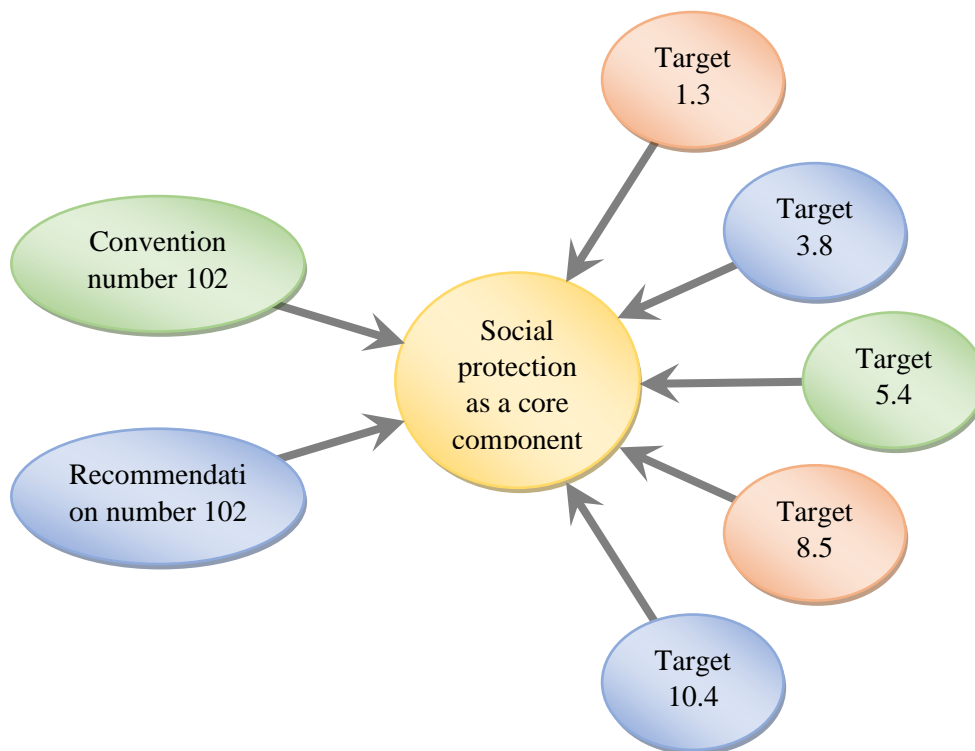 Target
1.3
Target
3.8
Convention
number 102
Social
protection
as a core
component
Target
5.4
Recommendati
on number 102
Target
8.5
Target
10.4